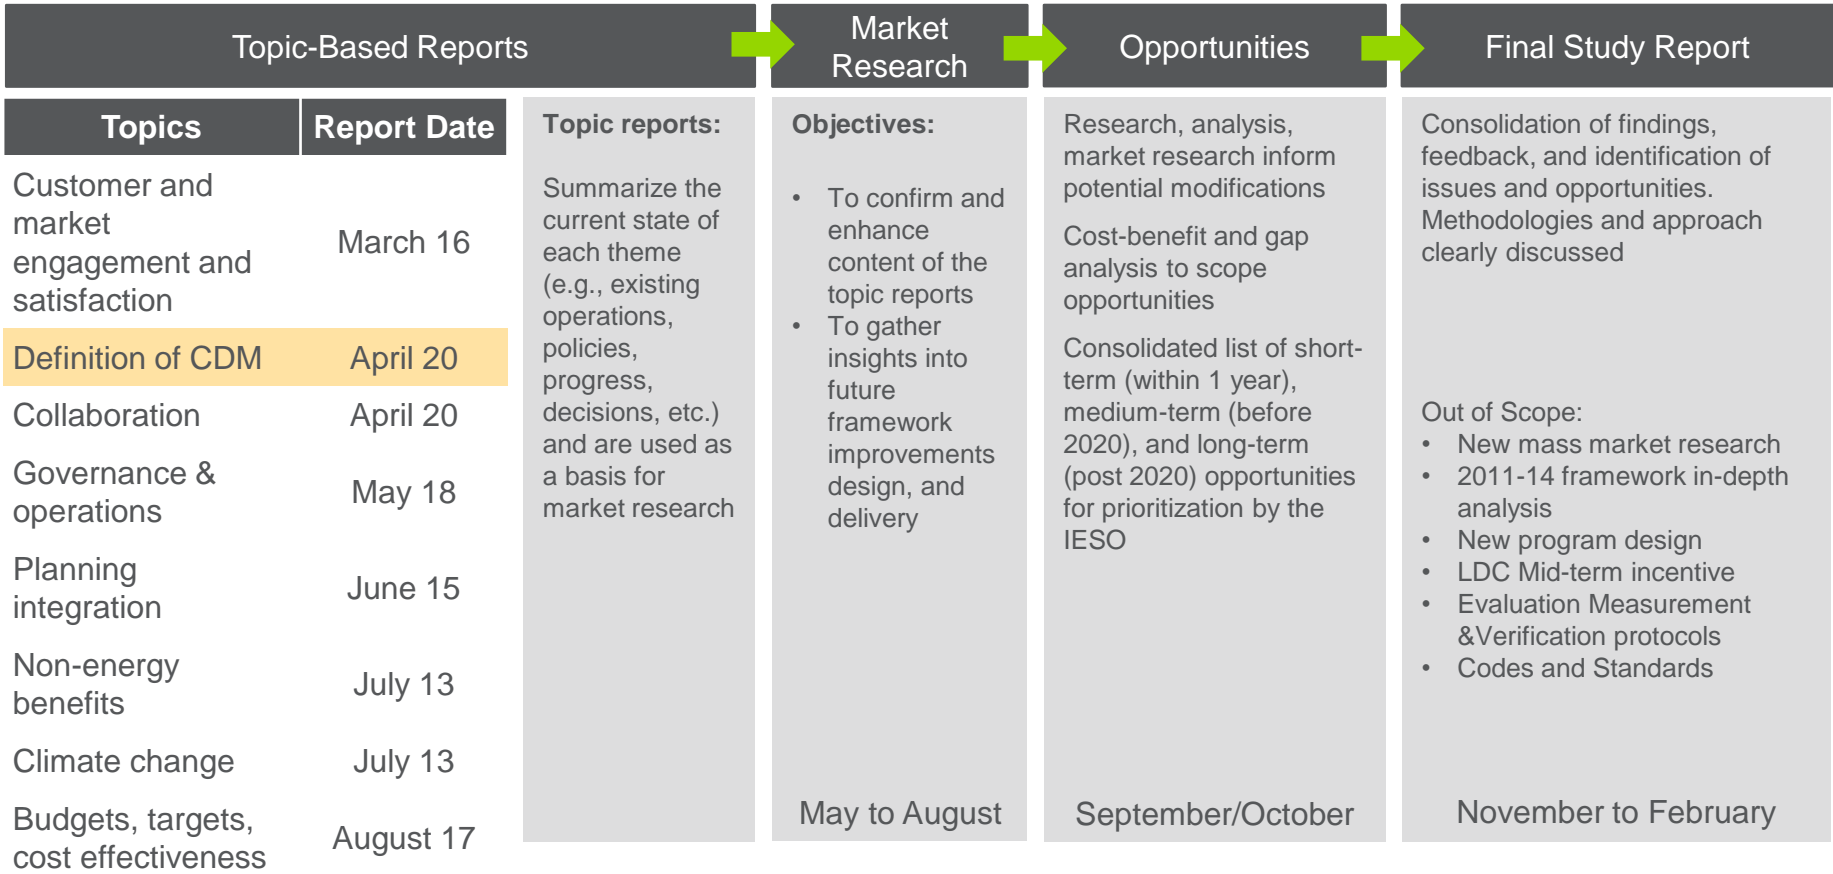 Topic-Based Reports
Market
Research
Opportunities
Final Study Report
Topics
Report Date
Customer and
market
engagement and
satisfaction
March 16
Definition of CDM
April 20
Collaboration
April 20
Governance &
operations
May 18
Planning
integration
June 15
Non-energy
benefits
July 13
Climate change
July 13
Budgets, targets,
cost effectiveness
August 17
Topic reports:
Summarize the
current state of
each theme
(e.g., existing
operations,
policies,
progress,
decisions, etc.)
and are used as
a basis for
market research
Objectives:
• To confirm and
enhance
content of the
topic reports
• To gather
insights into
future
framework
improvements
design, and
delivery
May to August
Research, analysis,
market research inform
potential modifications
Cost-benefit and gap
analysis to scope
opportunities
Consolidated list of short-
term (within 1 year),
medium-term (before
2020), and long-term
(post 2020) opportunities
for prioritization by the
IESO
September/October
Consolidation of findings,
feedback, and identification of
issues and opportunities.
Methodologies and approach
clearly discussed
Out of Scope:
• New mass market research
• 2011-14 framework in-depth
analysis
• New program design
• LDC Mid-term incentive
• Evaluation Measurement
&Verification protocols
• Codes and Standards
November to February